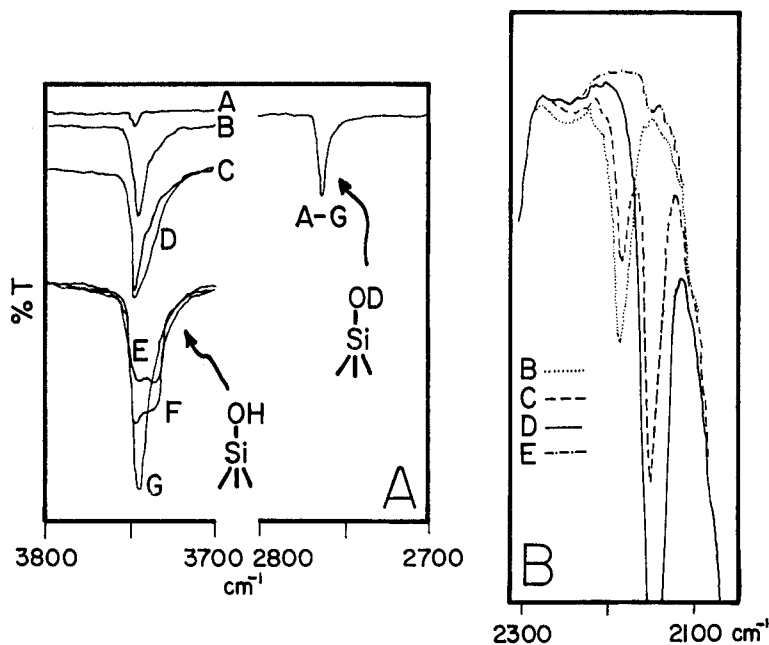 A
B
C
D
A-G
%T
OD
Si
E
OH
Si
F
G
A
3800
3700
2800
2700
cm⁻¹
B
C
D
E
B
2300
2100 cm⁻¹